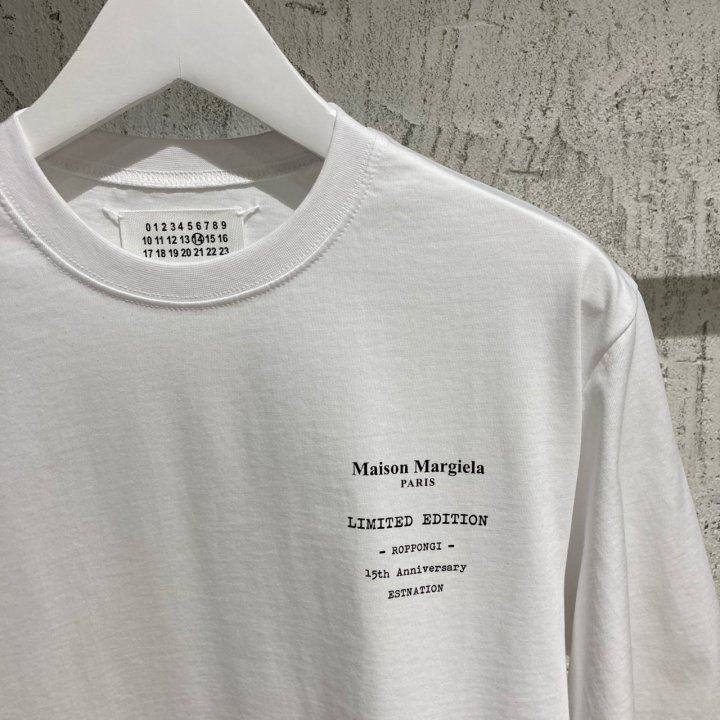 0 1 2 3 4 5 6 7 8 9
10 11 12 13 14 15 16
17 18 19 20 21 22 23
Maison Margiela
PARIS
LIMITED EDITION
- ROPPONGI -
15th Anniversary
ESTNATION